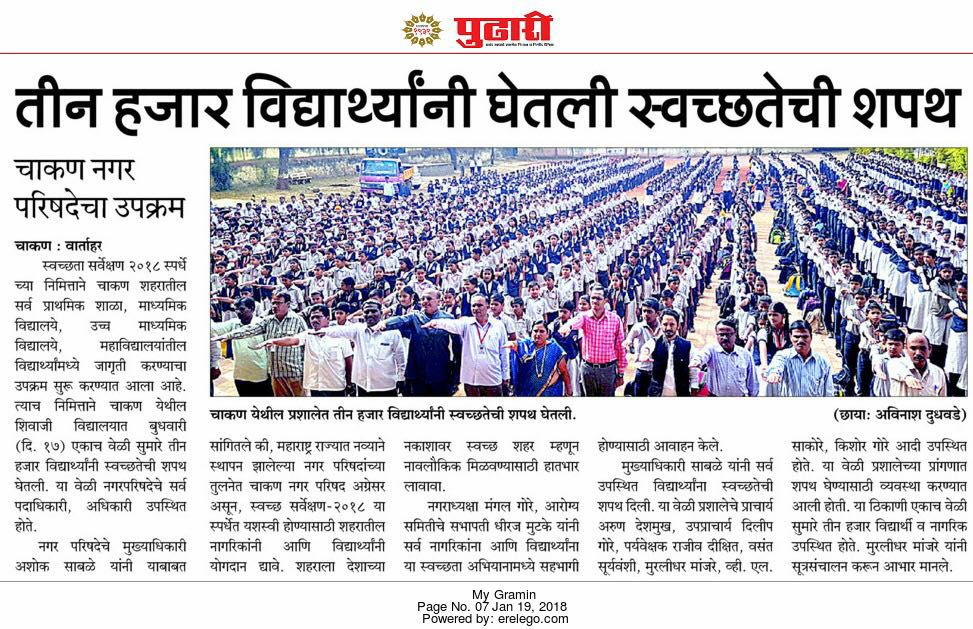 पुढारी
तीन हजार विद्यार्थ्यांनी घेतली स्वच्छतेची शपथ
चाकण नगर
परिषदेचा उपक्रम
चाकण : वार्ताहर
स्वच्छता सर्वेक्षण २०१८ स्पर्धे
च्या निमित्ताने चाकण शहरातील
सर्व प्राथमिक शाळा, माध्यमिक
विद्यालये, उच्च माध्यमिक
विद्यालये, महाविद्यालयांतील
विद्यार्थ्यांमध्ये जागृती करण्याचा
उपक्रम सुरू करण्यात आला आहे.
त्याच निमित्ताने चाकण येथील
शिवाजी विद्यालयात बुधवारी
(दि. १७) एकाच वेळी सुमारे तीन
हजार विद्यार्थ्यांनी स्वच्छतेची शपथ
घेतली. या वेळी नगरपरिषदेचे सर्व
पदाधिकारी, अधिकारी उपस्थित
होते.
नगर परिषदेचे मुख्याधिकारी
अशोक साबळे यांनी याबाबत
चाकण येथील प्रशालेत तीन हजार विद्यार्थ्यांनी स्वच्छतेची शपथ घेतली.
(छाया: अविनाश दुधवडे)
सांगितले की, महाराष्ट्र राज्यात नव्याने
स्थापन झालेल्या नगर परिषदांच्या
तुलनेत चाकण नगर परिषद अग्रेसर
असून, स्वच्छ सर्वेक्षण-२०१८ या
स्पर्धेत यशस्वी होण्यासाठी शहरातील
नागरिकांनी आणि विद्यार्थ्यांनी
योगदान द्यावे. शहराला देशाच्या
नकाशावर स्वच्छ शहर म्हणून
नावलौकिक मिळवण्यासाठी हातभार
लावावा.
नगराध्यक्षा मंगल गोरे, आरोग्य
समितीचे सभापती धीरज मुटके यांनी
सर्व नागरिकांना आणि विद्यार्थ्यांना
या स्वच्छता अभियानामध्ये सहभागी
होण्यासाठी आवाहन केले.
मुख्याधिकारी साबळे यांनी सर्व
उपस्थित विद्यार्थ्यांना स्वच्छतेची
शपथ दिली. या वेळी प्रशालेचे प्राचार्य
अरुण देशमुख, उपप्राचार्य दिलीप
गोरे, पर्यवेक्षक राजीव दीक्षित, वसंत
सूर्यवंशी, मुरलीधर मांजरे, व्ही. एल.
साकोरे, किशोर गोरे आदी उपस्थित
होते. या वेळी प्रशालेच्या प्रांगणात
शपथ घेण्यासाठी व्यवस्था करण्यात
आली होती. या ठिकाणी एकाच वेळी
सुमारे तीन हजार विद्यार्थी व नागरिक
उपस्थित होते. मुरलीधर मांजरे यांनी
सूत्रसंचालन करून आभार मानले.
My Gramin
Page No. 07 Jan 19, 2018
Powered by: erelego.com